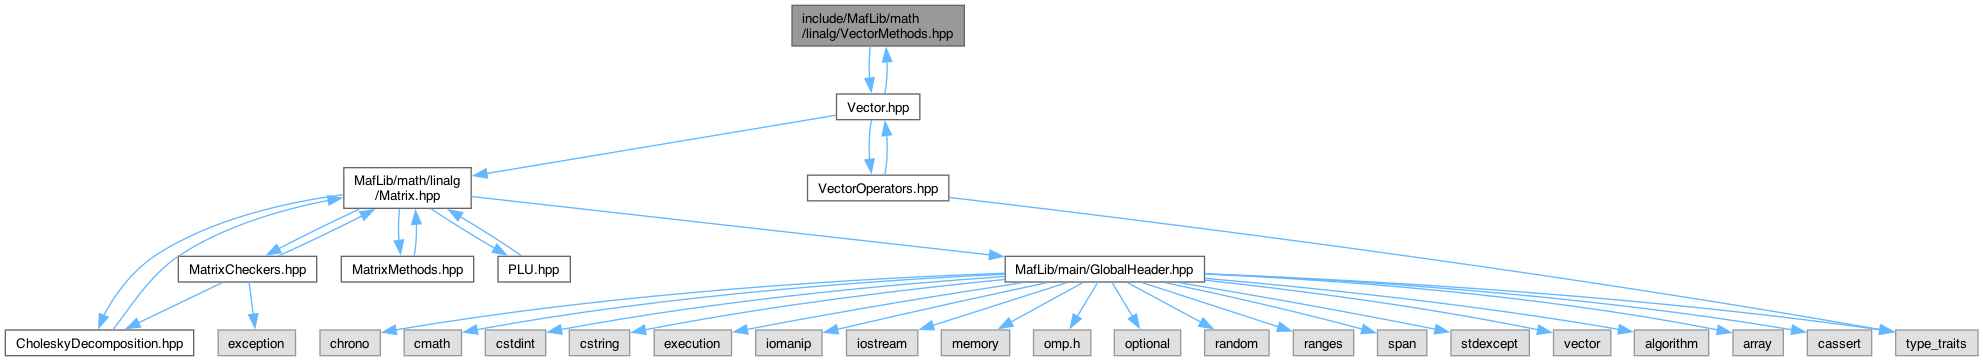 include/MafLib/math
/linalg/VectorMethods.hpp
Vector.hpp
MafLib/math/linalg
/Matrix.hpp
VectorOperators.hpp
MatrixCheckers.hpp
MatrixMethods.hpp
PLU.hpp
MafLib/main/GlobalHeader.hpp
CholeskyDecomposition.hpp
exception
chrono
cmath
cstdint
cstring
execution
iomanip
iostream
memory
omp.h
optional
random
ranges
span
stdexcept
vector
algorithm
array
cassert
type_traits